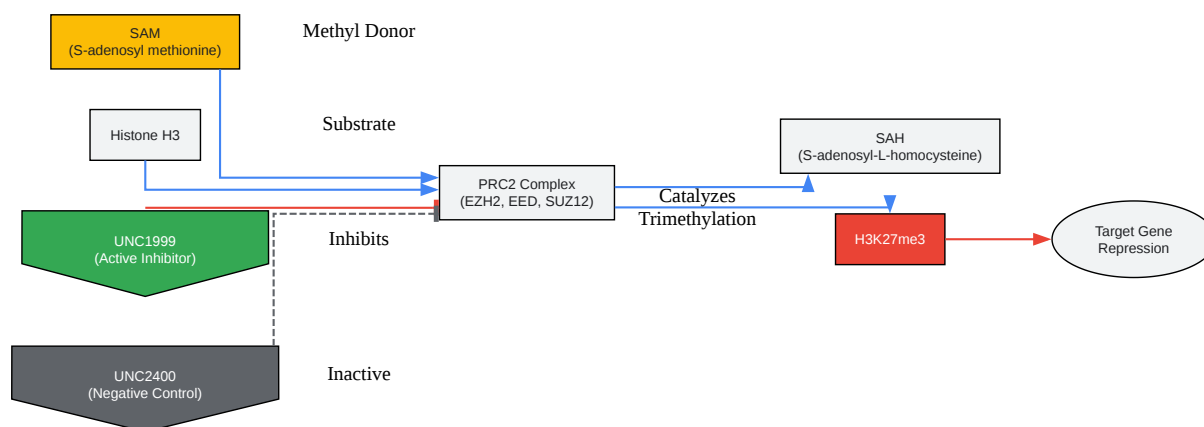 SAM
(S-adenosyl methionine)
Methyl Donor
Histone H3
Substrate
SAH
(S-adenosyl-L-homocysteine)
PRC2 Complex
(EZH2, EED, SUZ12)
Catalyzes
Trimethylation
UNC1999
(Active Inhibitor)
Inhibits
H3K27me3
Target Gene
Repression
UNC2400
(Negative Control)
Inactive